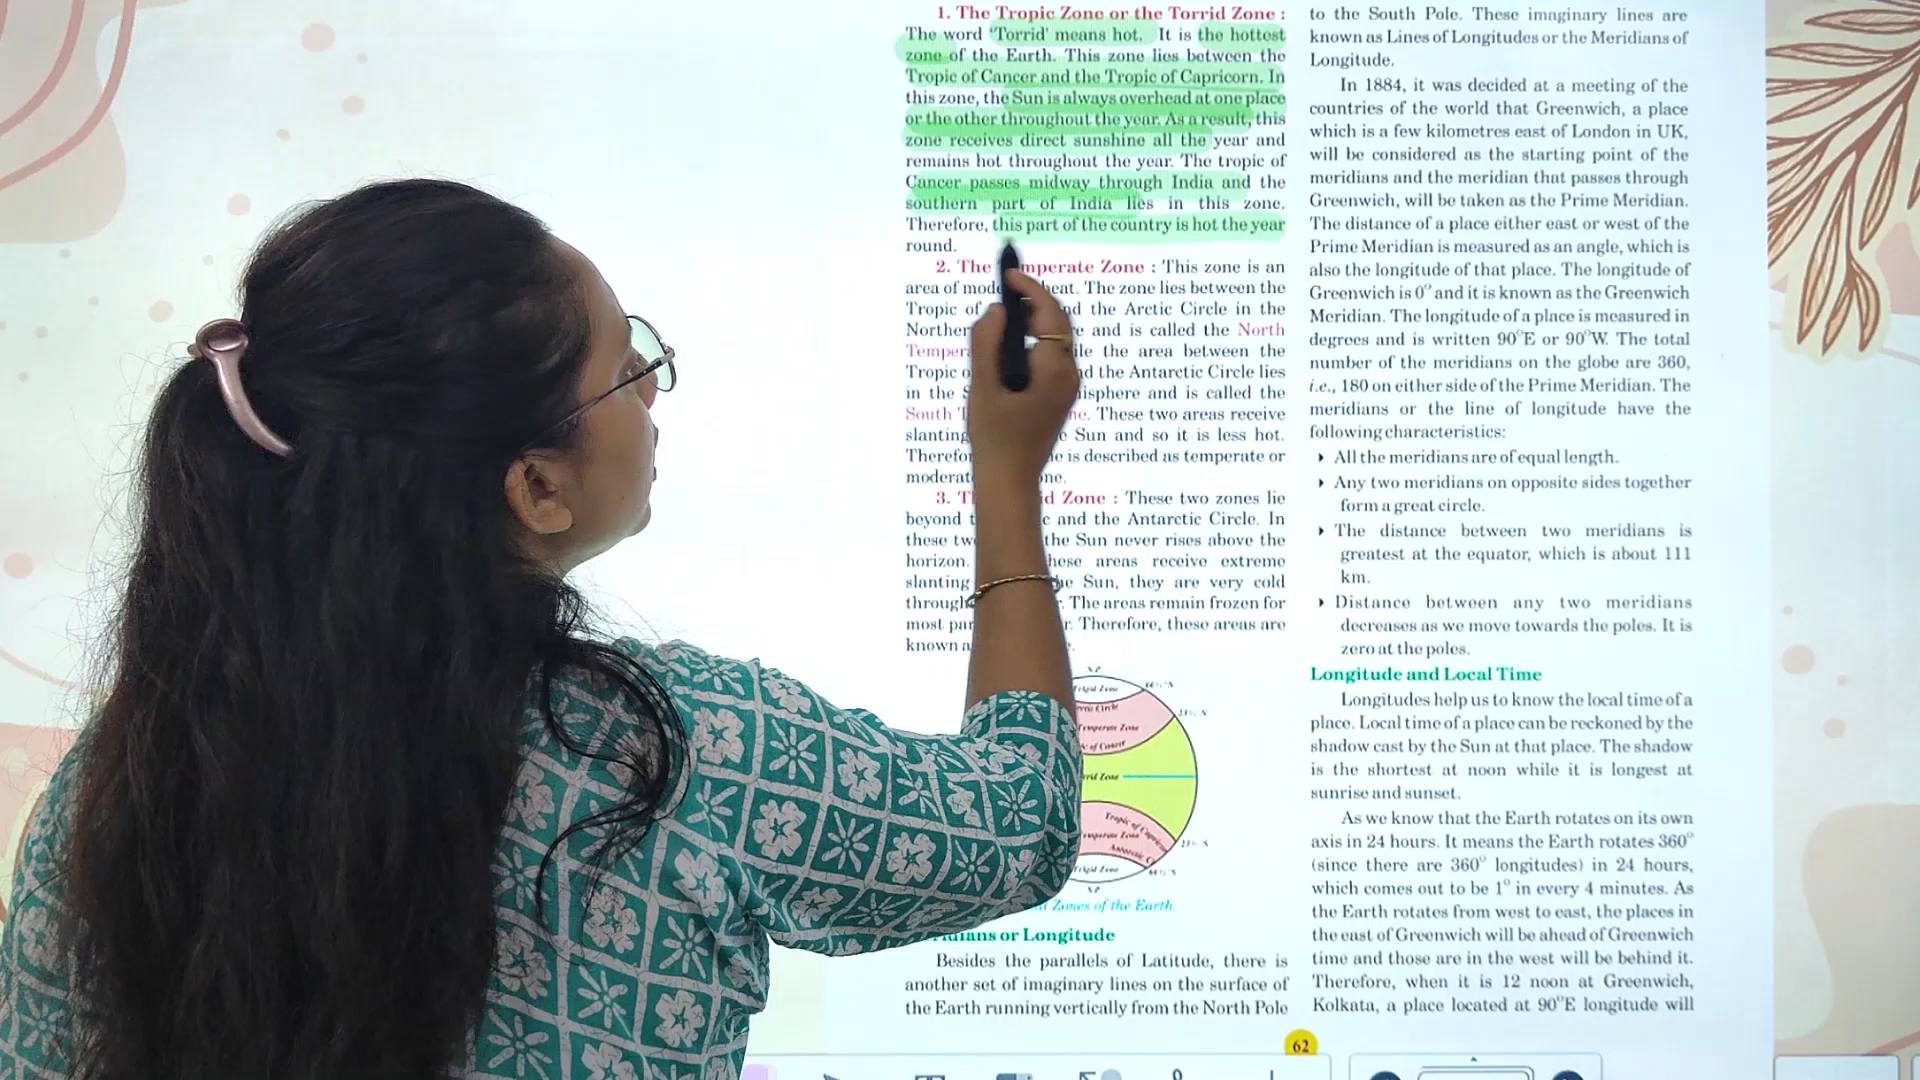 1. The Tropic Zone or the Torrid Zone :
The word 'Torrid' means hot. It is the hottest
zone of the Earth. This zone lies between the
Tropic of Cancer and the Tropic of Capricorn. In
this zone, the Sun is always overhead at one place
or the other throughout the year. As a result, this
zone receives direct sunshine all the year and
remains hot throughout the year. The tropic of
Cancer passes midway through India and the
southern part of India lies in this zone.
Therefore, this part of the country is hot the year
round.
2. The Temperate Zone : This zone is an
area of heat. The zone lies between the
Tropic of and the Arctic Circle in the
and is called the North
the area between the
Tropic and the Antarctic Circle lies
in the and is called the
South These two areas receive
slanting Sun and so it is less hot.
is described as temperate or
3. Zone : These two zones lie
beyond and the Antarctic Circle. In
these the Sun never rises above the
horizon. these areas receive extreme
slanting Sun, they are very cold
The areas remain frozen for
most Therefore, these areas are
known
N.P
Frigid Zone
66½°N
Circle
23½°N
Temperate Zone
of Cancer
Zone
Tropic of Capricorn
Temperate Zone
23½°S
Antarctic
Frigid Zone
66½°S
S.P
Zones of the Earth
or Longitude
Besides the parallels of Latitude, there is
another set of imaginary lines on the surface of
the Earth running vertically from the North Pole
to the South Pole. These imaginary lines are
known as Lines of Longitudes or the Meridians of
Longitude.
In 1884, it was decided at a meeting of the
countries of the world that Greenwich, a place
which is a few kilometres east of London in UK,
will be considered as the starting point of the
meridians and the meridian that passes through
Greenwich, will be taken as the Prime Meridian.
The distance of a place either east or west of the
Prime Meridian is measured as an angle, which is
also the longitude of that place. The longitude of
Greenwich is 0° and it is known as the Greenwich
Meridian. The longitude of a place is measured in
degrees and is written 90°E or 90°W. The total
number of the meridians on the globe are 360,
i.e., 180 on either side of the Prime Meridian. The
meridians or the line of longitude have the
following characteristics:
All the meridians are of equal length.
Any two meridians on opposite sides together
form a great circle.
The distance between two meridians is
greatest at the equator, which is about 111
km.
Distance between any two meridians
decreases as we move towards the poles. It is
zero at the poles.
Longitude and Local Time
Longitudes help us to know the local time of a
place. Local time of a place can be reckoned by the
shadow cast by the Sun at that place. The shadow
is the shortest at noon while it is longest at
sunrise and sunset.
As we know that the Earth rotates on its own
axis in 24 hours. It means the Earth rotates 360°
(since there are 360° longitudes) in 24 hours,
which comes out to be 1° in every 4 minutes. As
the Earth rotates from west to east, the places in
the east of Greenwich will be ahead of Greenwich
time and those are in the west will be behind it.
Therefore, when it is 12 noon at Greenwich,
Kolkata, a place located at 90°E longitude will
62